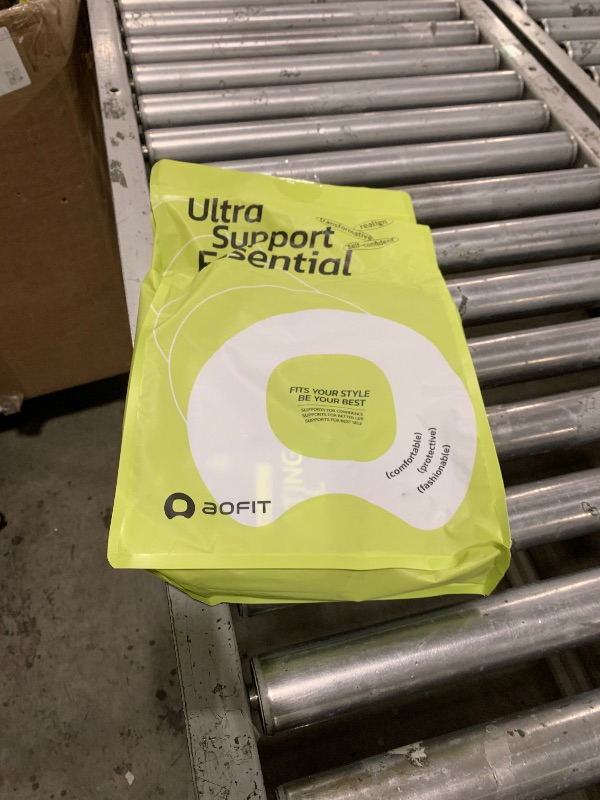 Ultra
Support
Essential
transformative
realign
self-confident
FITS YOUR STYLE
BE YOUR BEST
SUPPORTS FOR CONFIDENCE
SUPPORTS FOR BETTER LIFE
SUPPORTS FOR BEST SELF
(comfortable)
(protective)
(fashionable)
AOFIT